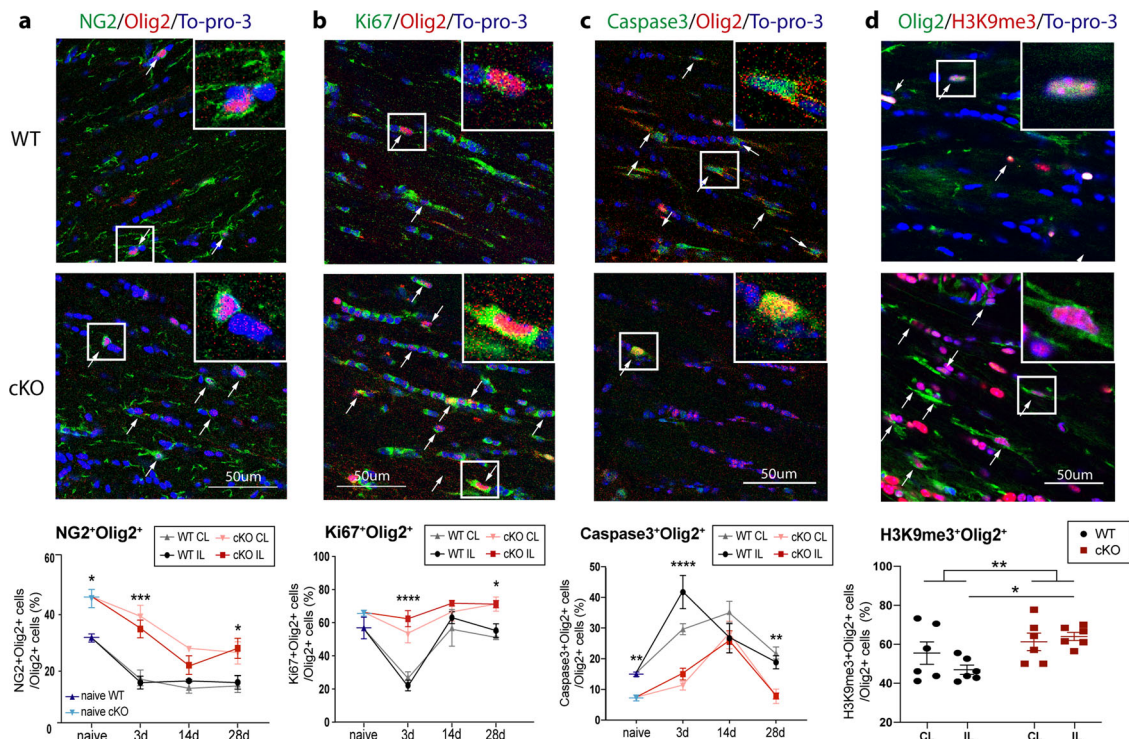 a NG2/Olig2/To-pro-3
b Ki67/Olig2/To-pro-3
c Caspase3/Olig2/To-pro-3
d Olig2/H3K9me3/To-pro-3
WT
cKO
50um
50um
50um
50um
NG2+Olig2+
WT CL
cKO CL
WT IL
cKO IL
NG2+Olig2+ cells
/Olig2+ cells (%)
60
40
20
0
*
***
*
naive WT
naive cKO
naive 3d 14d 28d
Ki67+Olig2+
WT CL
cKO CL
WT IL
cKO IL
Ki67+Olig2+ cells
/Olig2+ cells (%)
100
80
60
40
20
0
****
*
naive 3d 14d 28d
Caspase3+Olig2+
WT CL
cKO CL
WT IL
cKO IL
Caspase3+Olig2+ cells
/Olig2+ cells (%)
50
40
30
20
10
0
**
****
**
naive 3d 14d 28d
H3K9me3+Olig2+
WT
cKO
H3K9me3+Olig2+ cells
/Olig2+ cells (%)
100
80
60
40
20
**
*
CL IL CL IL